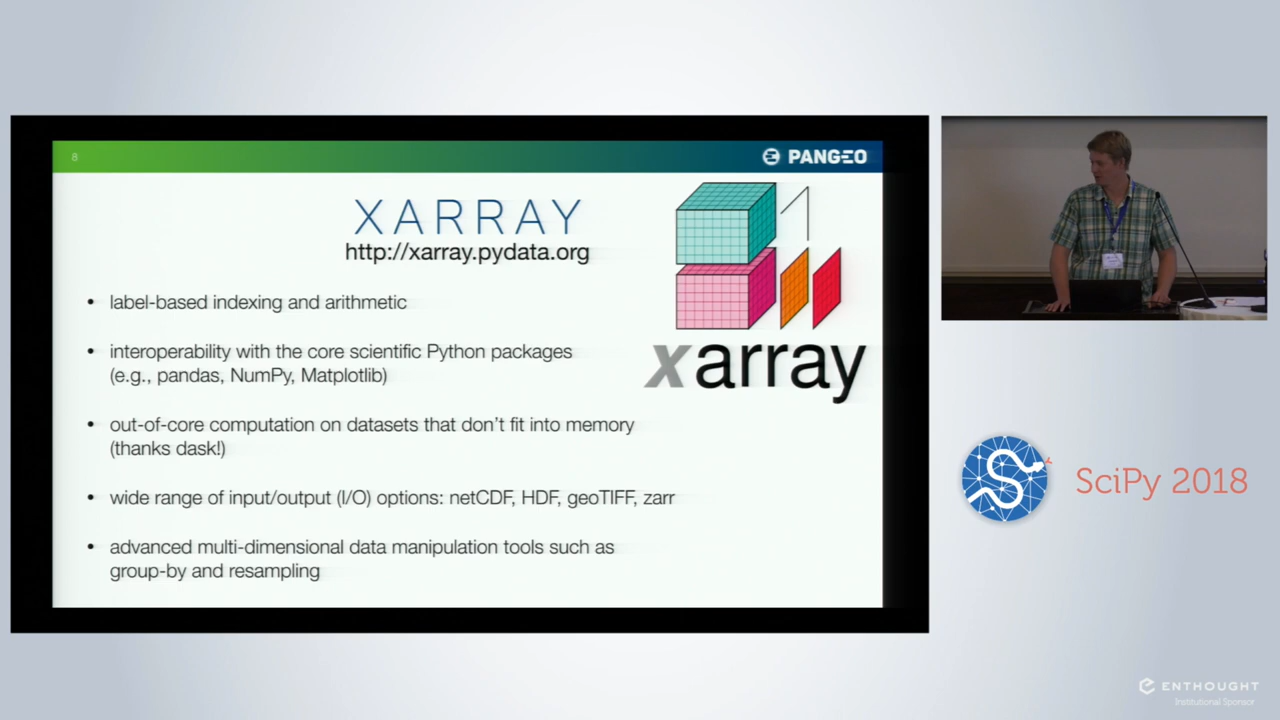 8
PANGEO
XARRAY
http://xarray.pydata.org
• label-based indexing and arithmetic
• interoperability with the core scientific Python packages
(e.g., pandas, NumPy, Matplotlib)
• out-of-core computation on datasets that don't fit into memory
(thanks dask!)
• wide range of input/output (I/O) options: netCDF, HDF, geoTIFF, zarr
• advanced multi-dimensional data manipulation tools such as
group-by and resampling
xarray
SciPy 2018
ENTHOUGHT
Institutional Sponsor